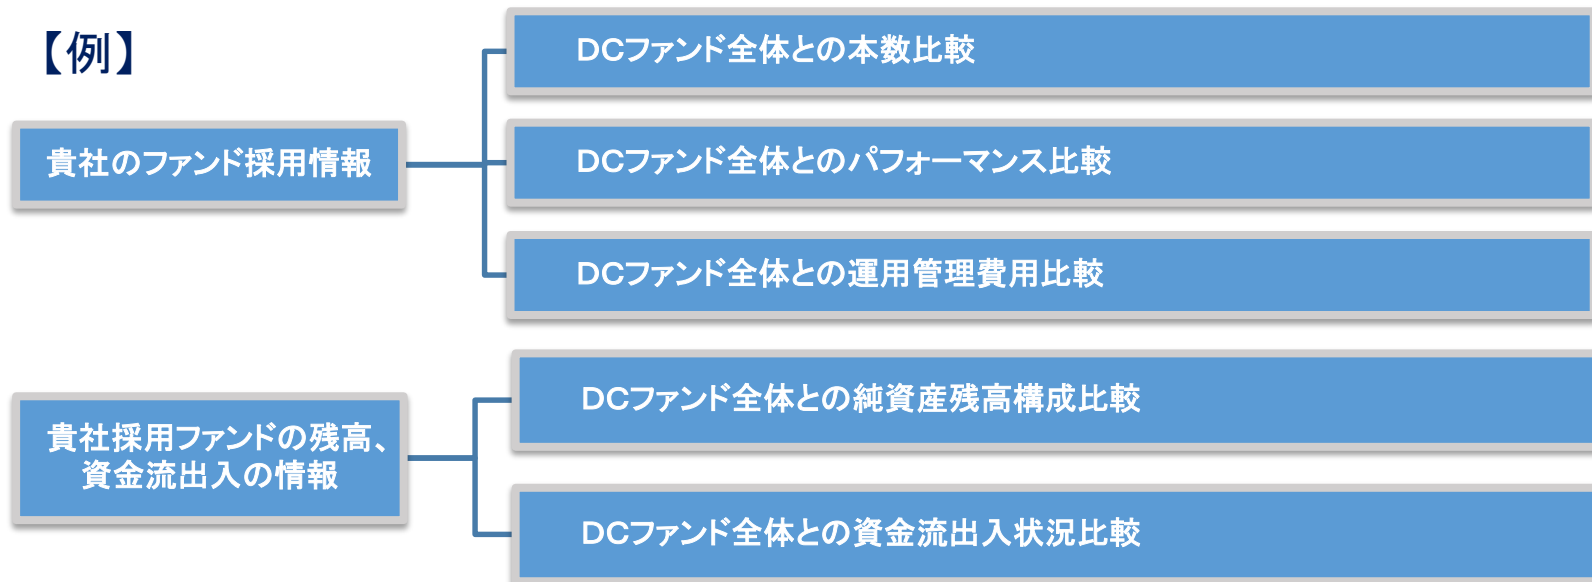 【例】
貴社のファンド採用情報
DCファンド全体との本数比較
DCファンド全体とのパフォーマンス比較
DCファンド全体との運用管理費用比較
貴社採用ファンドの残高、
資金流出入の情報
DCファンド全体との純資産残高構成比較
DCファンド全体との資金流出入状況比較